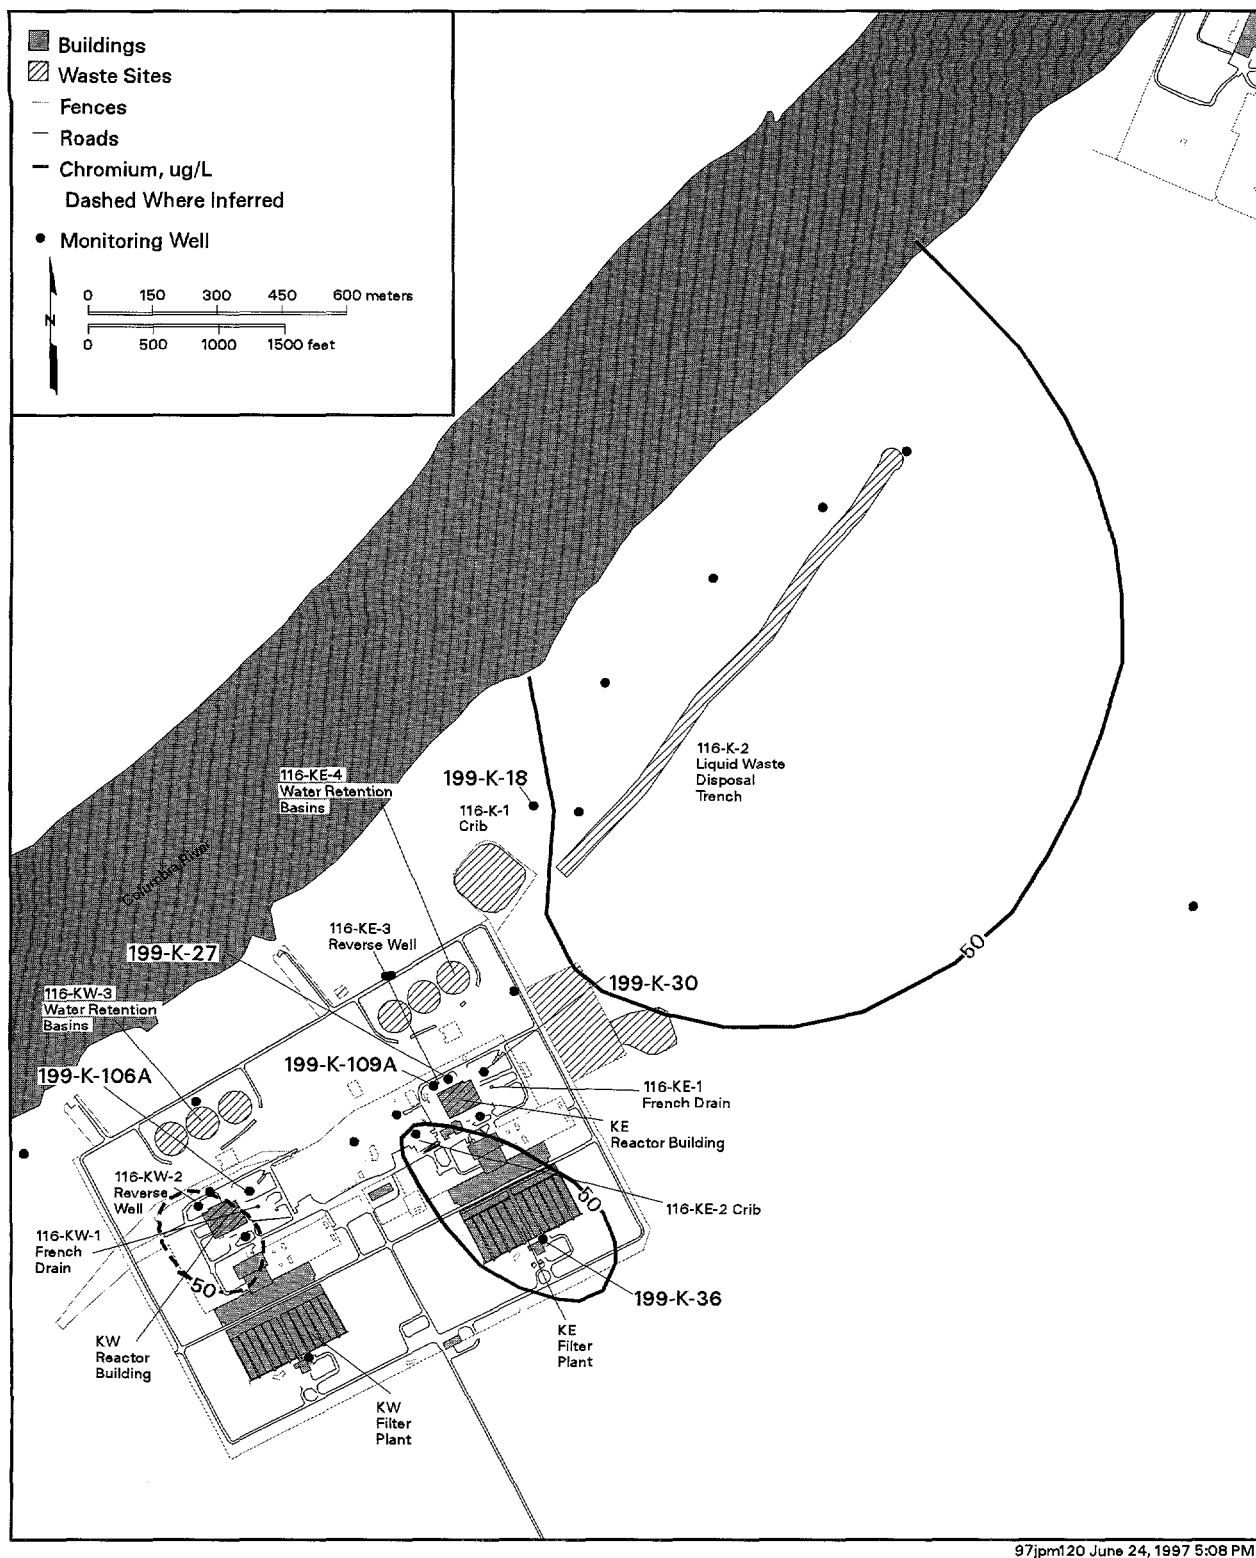 Buildings
Waste Sites
Fences
Roads
Chromium, ug/L
Dashed Where Inferred
Monitoring Well
N
0 150 300 450 600 meters
0 500 1000 1500 feet
116-K-2
Liquid Waste
Disposal
Trench
116-KE-4
Water Retention
Basins
199-K-18
116-K-1
Crib
Columbia River
116-KE-3
Reverse Well
199-K-27
50
199-K-30
116-KW-3
Water Retention
Basins
199-K-109A
199-K-106A
116-KE-1
French Drain
KE
Reactor Building
116-KW-2
Reverse
Well
50
116-KE-2 Crib
116-KW-1
French
Drain
50
199-K-36
KW
Reactor
Building
KE
Filter
Plant
KW
Filter
Plant
97jpm120 June 24, 1997 5:08 PM